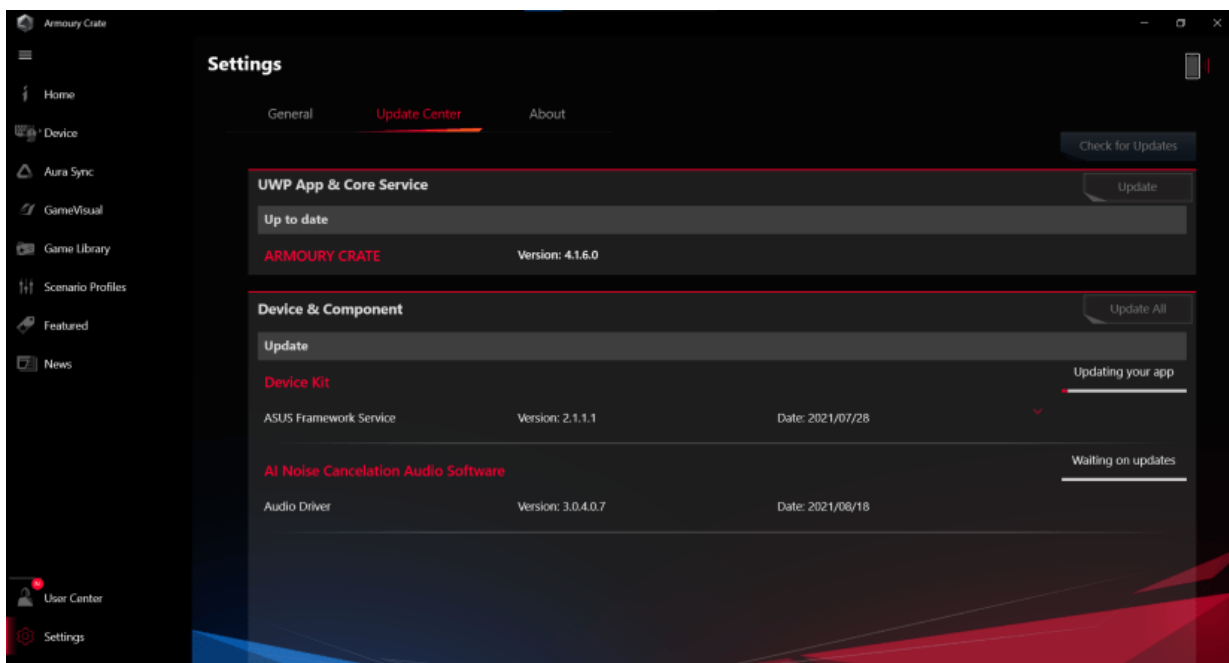 Armoury Crate
Settings
Home
General Update Center About
Device
Check for Updates
Aura Sync
UWP App & Core Service Update
GameVisual
Up to date
Game Library
ARMOURY CRATE Version: 4.1.6.0
Scenario Profiles
Device & Component Update All
Featured
Update
News
Device Kit Updating your app
ASUS Framework Service Version: 2.1.1.1 Date: 2021/07/28
AI Noise Cancelation Audio Software Waiting on updates
Audio Driver Version: 3.0.4.0.7 Date: 2021/08/18
User Center
Settings